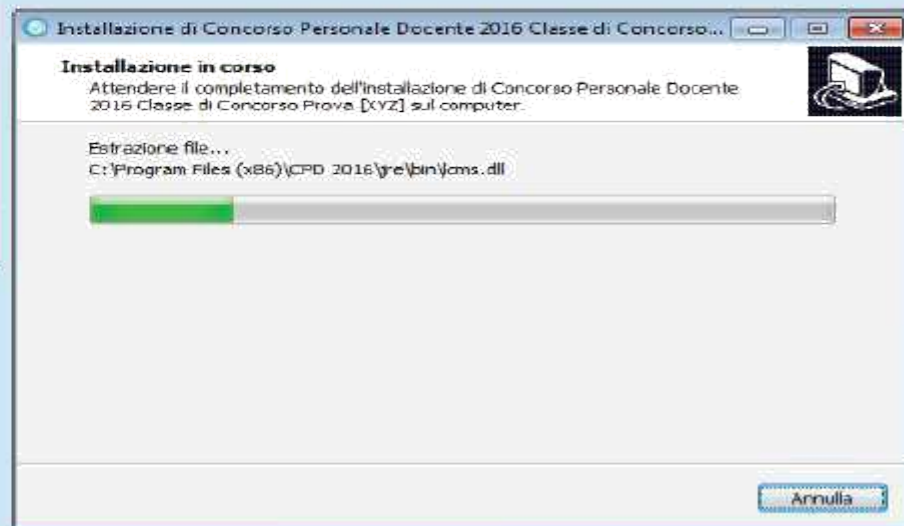 Installazione di Concorso Personale Docente 2016 Classe di Concorso...
Installazione in corso
Attendere il completamento dell'installazione di Concorso Personale Docente
2016 Classe di Concorso Prova [XYZ] sul computer.
Estrazione file...
C:\Program Files (x86)\CPD 2016\jre\bin\lcms.dll
Annulla